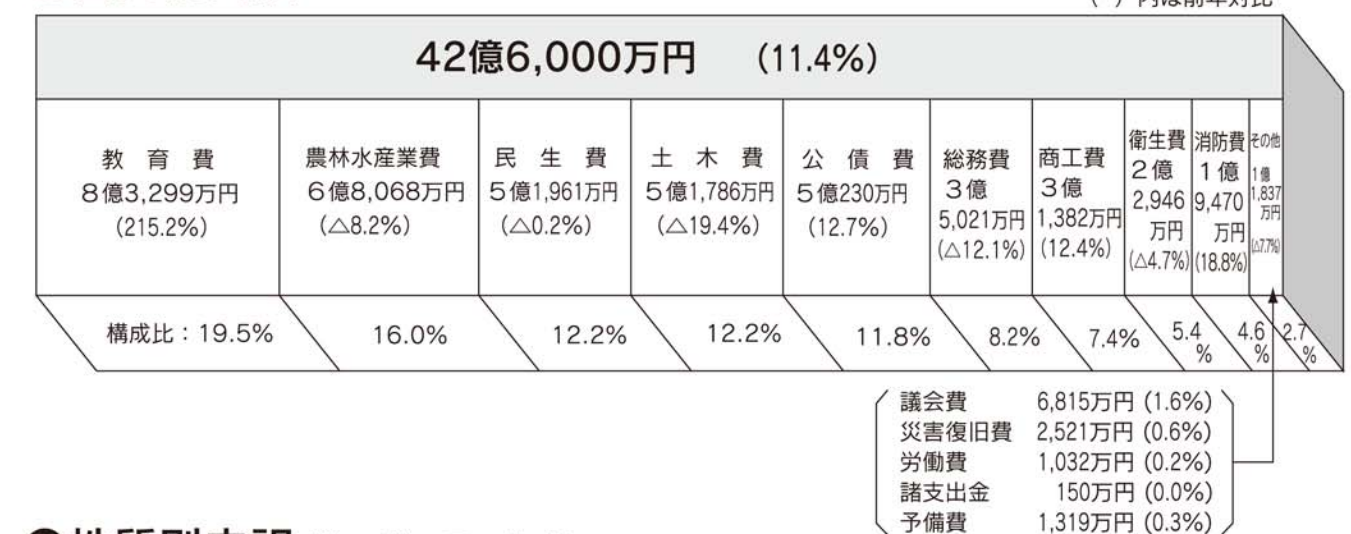 42億6,000万円 (11.4%)
教育費
8億3,299万円
(215.2%)
農林水産業費
6億8,068万円
(△8.2%)
民生費
5億1,961万円
(△0.2%)
土木費
5億1,786万円
(△19.4%)
公債費
5億230万円
(12.7%)
総務費
3億
5,021万円
(△12.1%)
商工費
3億
1,382万円
(12.4%)
衛生費
2億
2,946
万円
(△4.7%)
消防費
1億
9,470
万円
(18.8%)
その他
1億
1,837
万円
(△7.7%)
構成比：19.5%
16.0%
12.2%
12.2%
11.8%
8.2%
7.4%
5.4
%
4.6
%
2.7
%
議会費 6,815万円 (1.6%)
災害復旧費 2,521万円 (0.6%)
労働費 1,032万円 (0.2%)
諸支出金 150万円 (0.0%)
予備費 1,319万円 (0.3%)